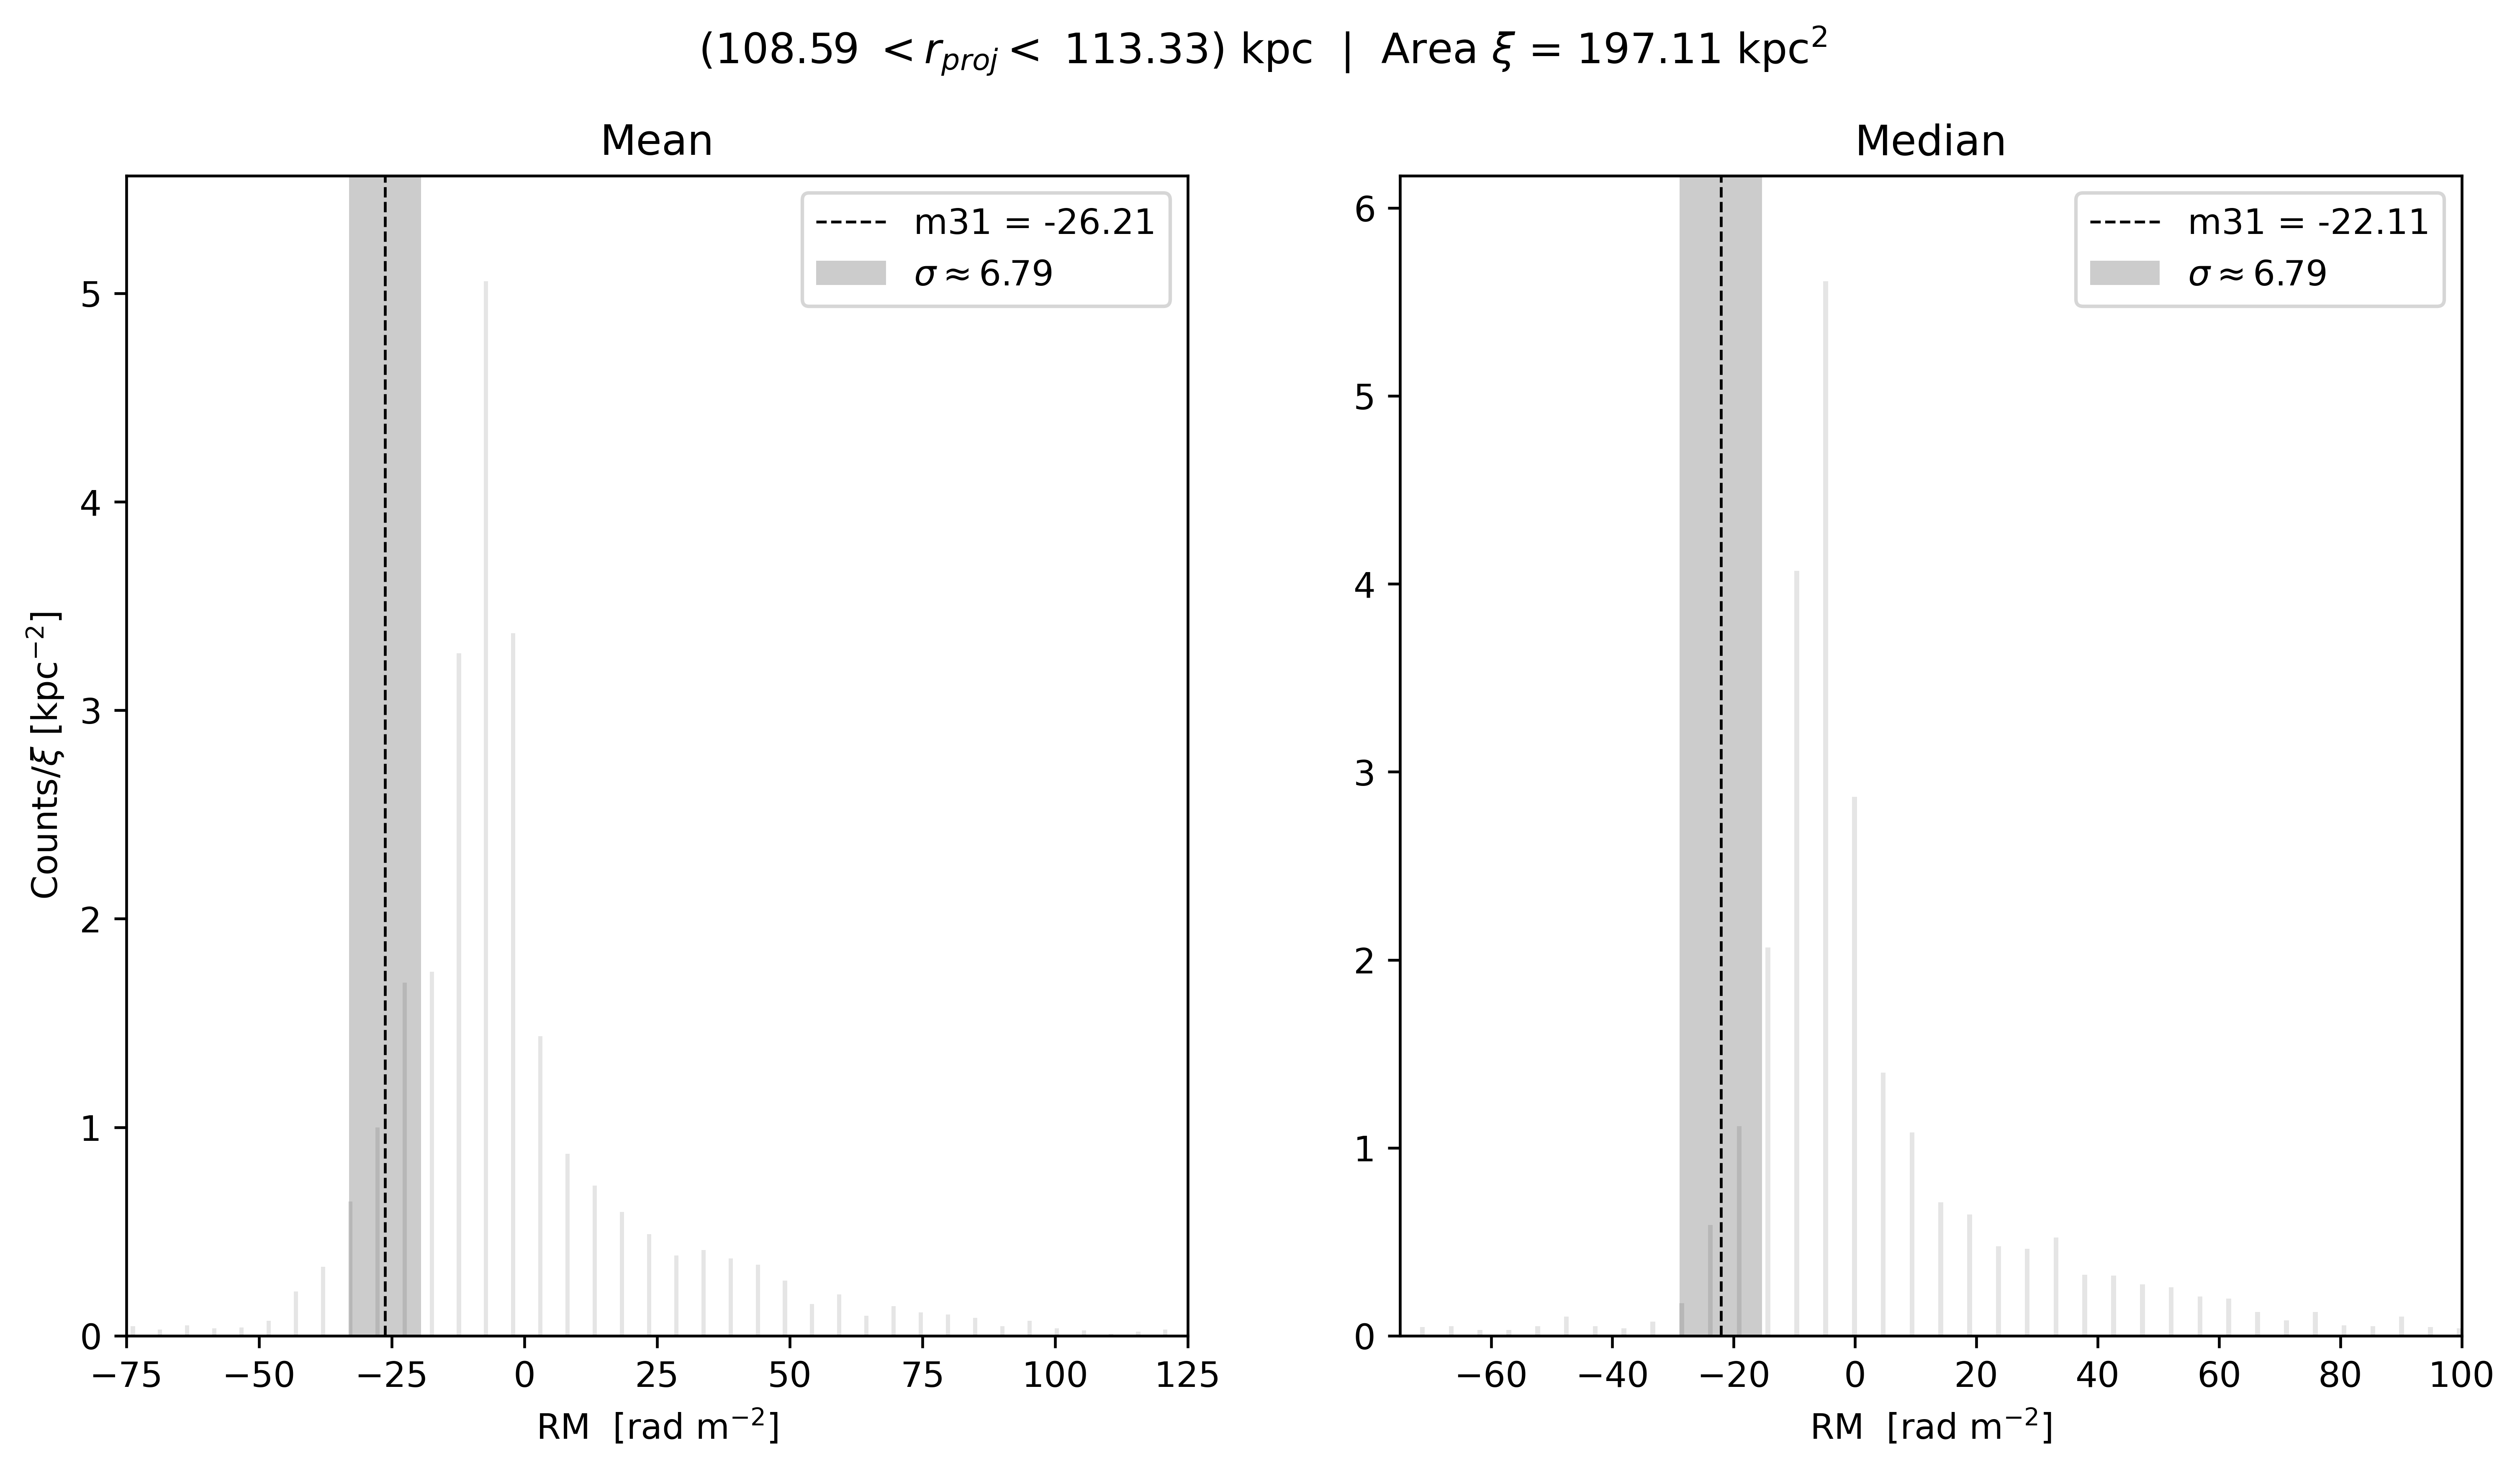 (108.59 < r_proj < 113.33) kpc | Area ξ = 197.11 kpc²
Mean
m31 = -26.21
σ ≈ 6.79
Counts/ξ [kpc⁻²]
5
4
3
2
1
0
−75 −50 −25 0 25 50 75 100 125
RM [rad m⁻²]
Median
m31 = -22.11
σ ≈ 6.79
6
5
4
3
2
1
0
−60 −40 −20 0 20 40 60 80 100
RM [rad m⁻²]